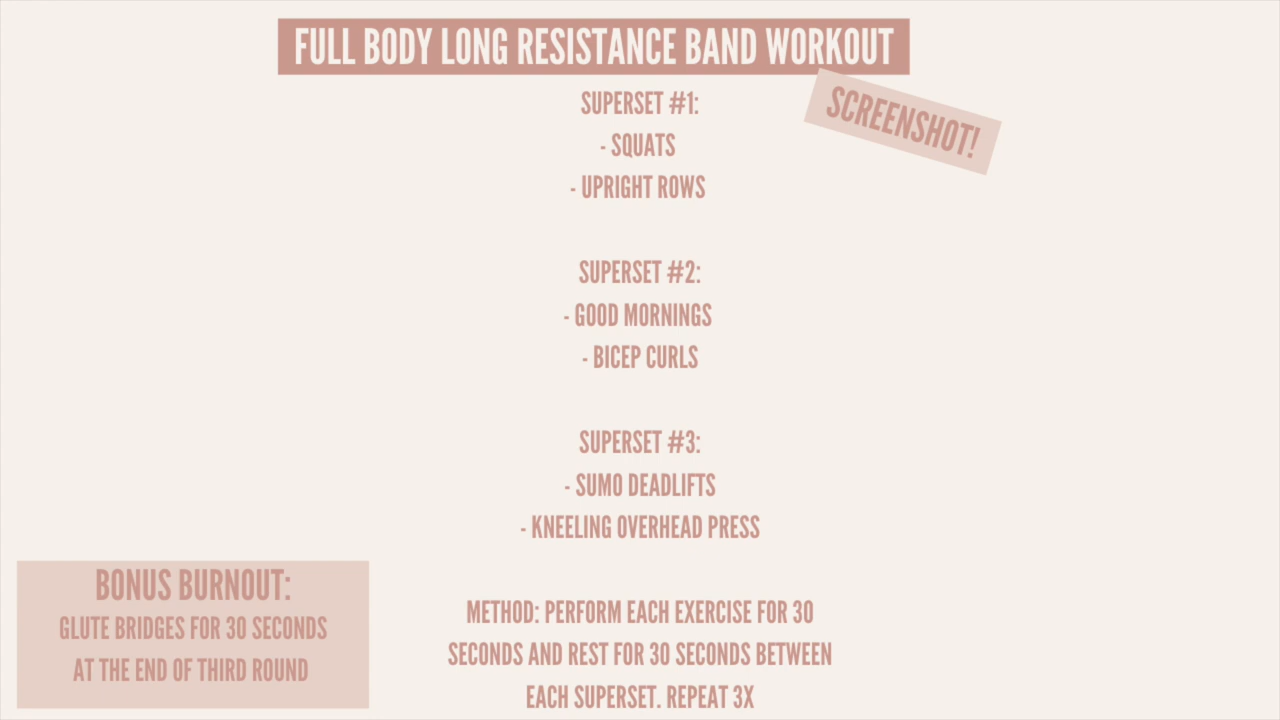 FULL BODY LONG RESISTANCE BAND WORKOUT
SCREENSHOT!
SUPERSET #1:
- SQUATS
- UPRIGHT ROWS
SUPERSET #2:
- GOOD MORNINGS
- BICEP CURLS
SUPERSET #3:
- SUMO DEADLIFTS
- KNEELING OVERHEAD PRESS
METHOD: PERFORM EACH EXERCISE FOR 30
SECONDS AND REST FOR 30 SECONDS BETWEEN
EACH SUPERSET. REPEAT 3X
BONUS BURNOUT:
GLUTE BRIDGES FOR 30 SECONDS
AT THE END OF THIRD ROUND